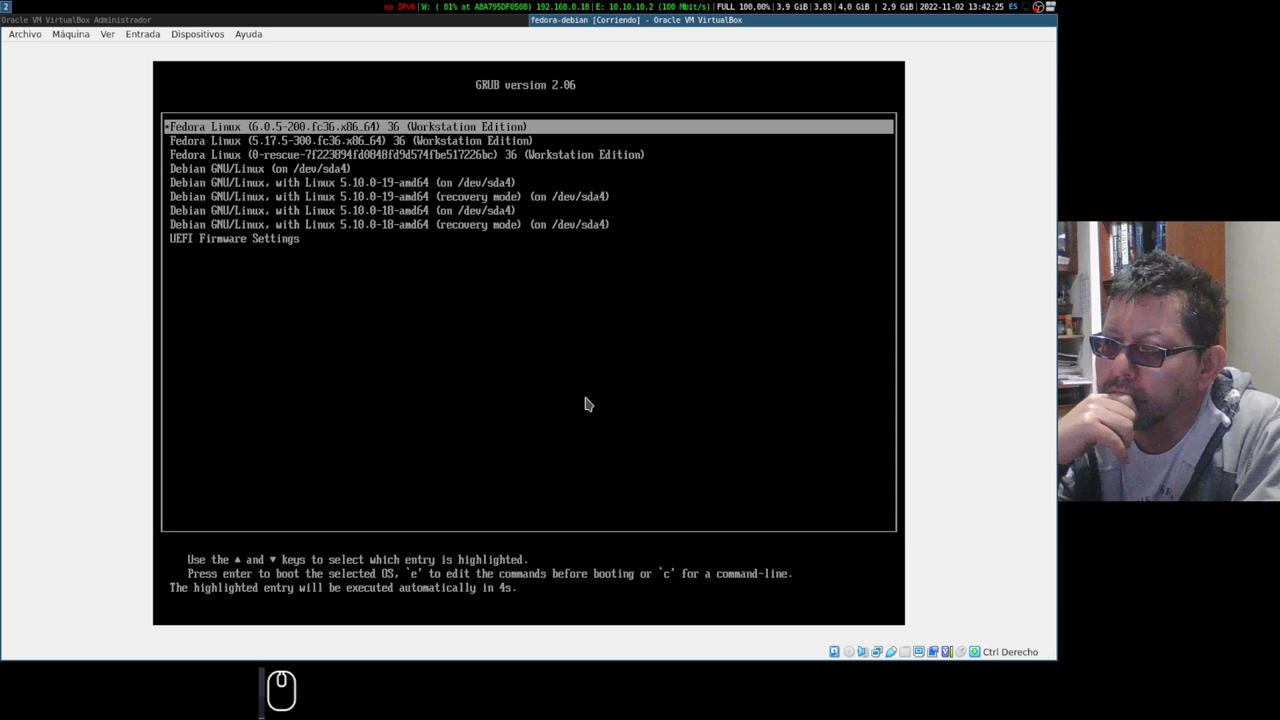 2
no IPv6|W: ( 81% at A8A795DF0508) 192.168.0.18|E: 10.10.10.2 (100 Mbit/s)|FULL 100,00%|3,9 GiB|3,83|4,0 GiB | 2,9 GiB|2022-11-02 13:42:25 ES
Oracle VM VirtualBox Administrador
fedora-debian [Corriendo] - Oracle VM VirtualBox
Archivo Máquina Ver Entrada Dispositivos Ayuda
GRUB version 2.06
*Fedora Linux (6.0.5-200.fc36.x86_64) 36 (Workstation Edition)
Fedora Linux (5.17.5-300.fc36.x86_64) 36 (Workstation Edition)
Fedora Linux (0-rescue-7f223894fd0848fd9d574fbe517226bc) 36 (Workstation Edition)
Debian GNU/Linux (on /dev/sda4)
Debian GNU/Linux, with Linux 5.10.0-19-amd64 (on /dev/sda4)
Debian GNU/Linux, with Linux 5.10.0-19-amd64 (recovery mode) (on /dev/sda4)
Debian GNU/Linux, with Linux 5.10.0-18-amd64 (on /dev/sda4)
Debian GNU/Linux, with Linux 5.10.0-18-amd64 (recovery mode) (on /dev/sda4)
UEFI Firmware Settings
Use the ▲ and ▼ keys to select which entry is highlighted.
Press enter to boot the selected OS, `e' to edit the commands before booting or `c' for a command-line.
The highlighted entry will be executed automatically in 4s.
Ctrl Derecho